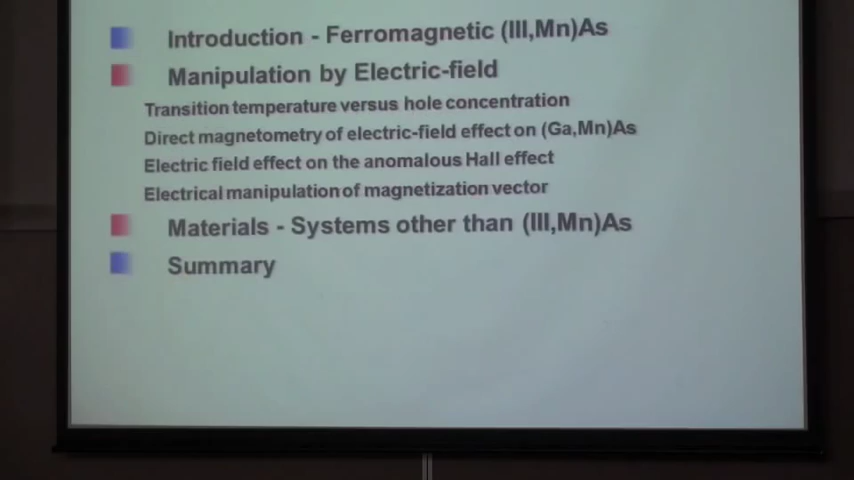 Introduction - Ferromagnetic (III,Mn)As
Manipulation by Electric-field
Transition temperature versus hole concentration
Direct magnetometry of electric-field effect on (Ga,Mn)As
Electric field effect on the anomalous Hall effect
Electrical manipulation of magnetization vector
Materials - Systems other than (III,Mn)As
Summary